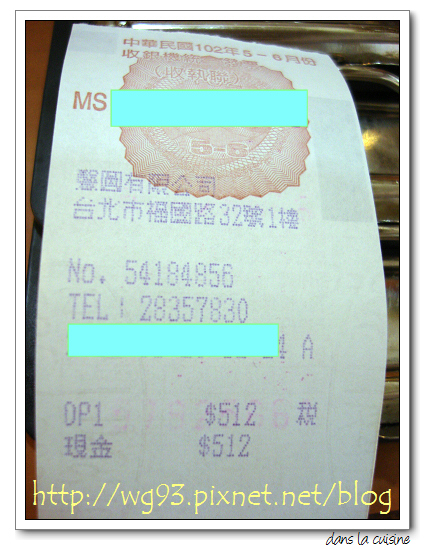 中華民國102年5-6月份
收銀機統一發票
(收執聯)
MS
5-6
馨園有限公司
台北市福國路32號1樓
No. 54184856
TEL: 28357830
A
OP1 $512 稅
現金 $512
http://wg93.pixnet.net/blog
dans la cuisine